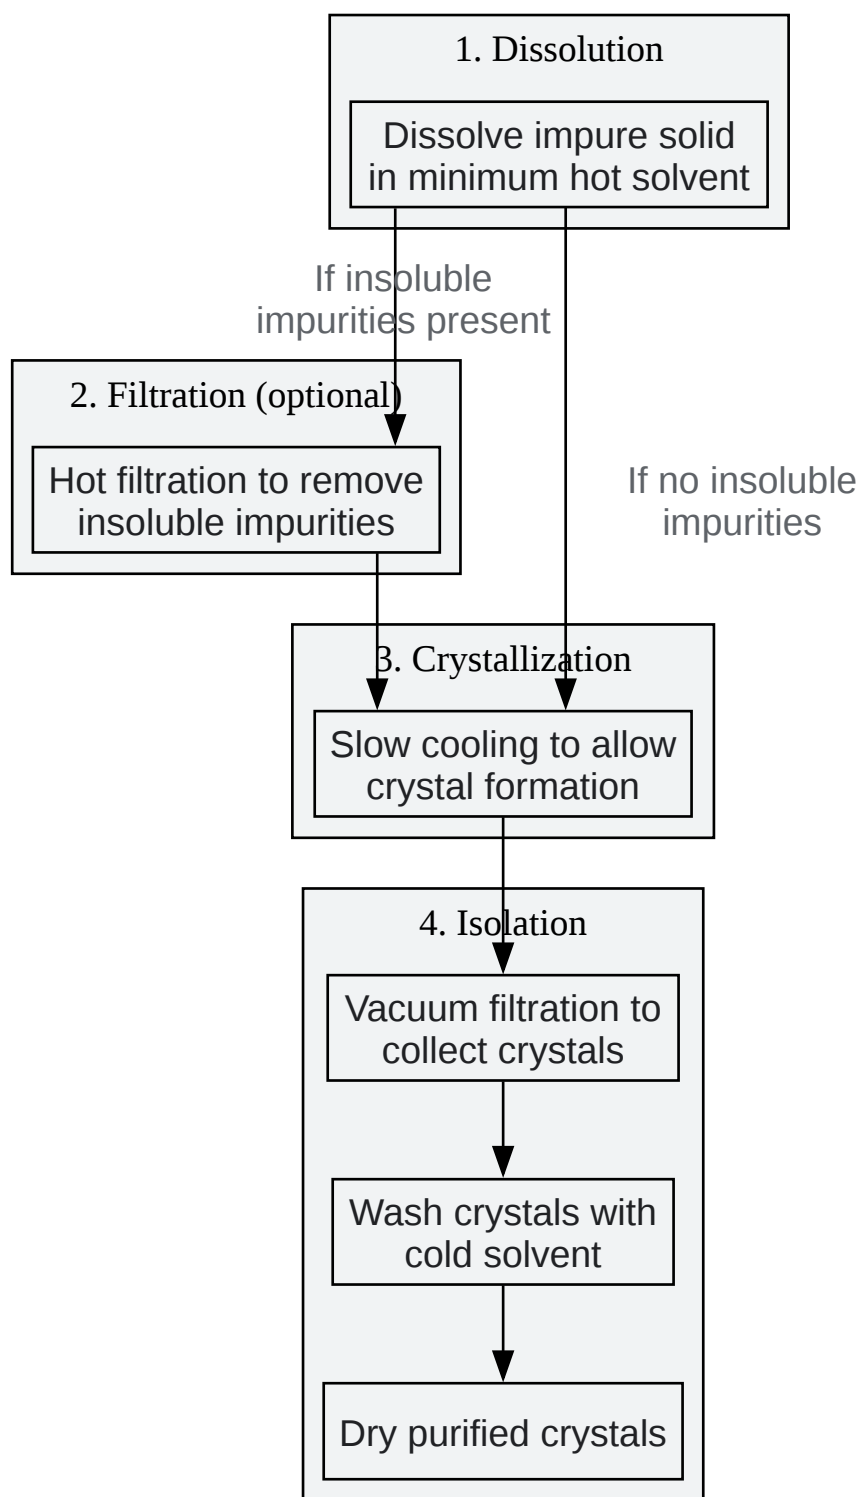 1. Dissolution
Dissolve impure solid
in minimum hot solvent
If insoluble
impurities present
2. Filtration (optional)
Hot filtration to remove
insoluble impurities
If no insoluble
impurities
3. Crystallization
Slow cooling to allow
crystal formation
4. Isolation
Vacuum filtration to
collect crystals
Wash crystals with
cold solvent
Dry purified crystals